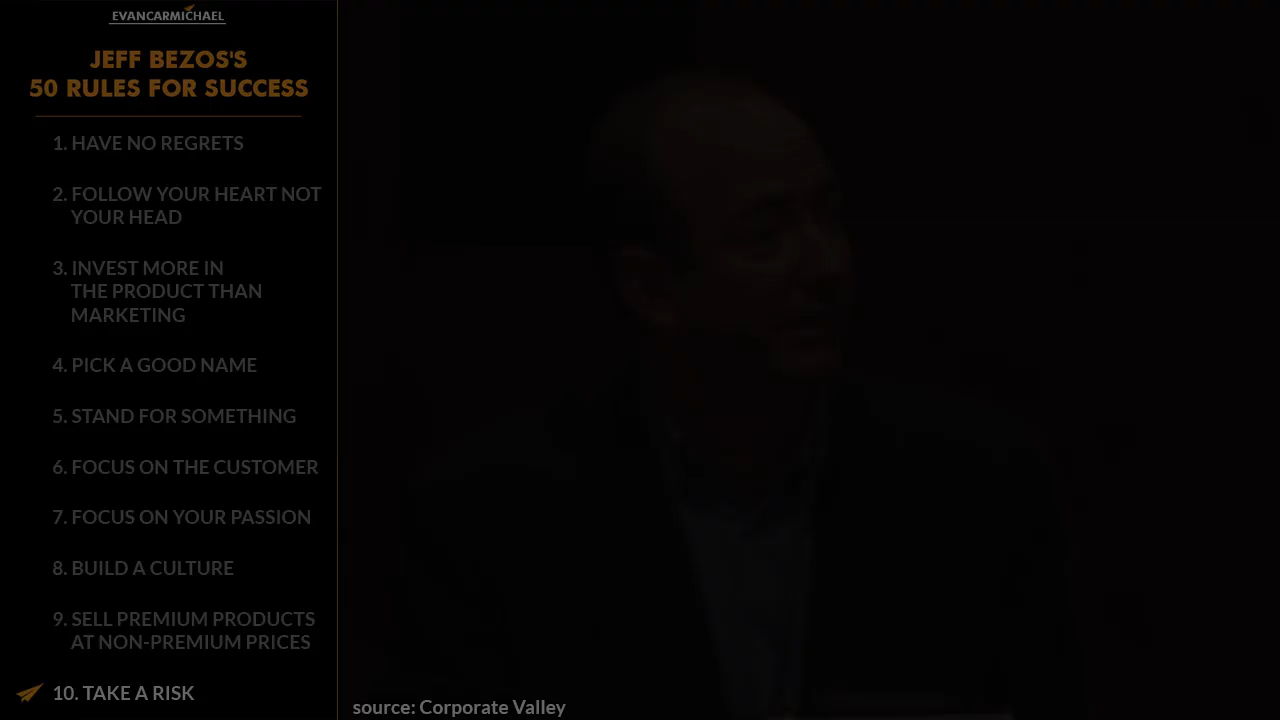 EVANCARMICHAEL
JEFF BEZOS'S
50 RULES FOR SUCCESS
1. HAVE NO REGRETS
2. FOLLOW YOUR HEART NOT
YOUR HEAD
3. INVEST MORE IN
THE PRODUCT THAN
MARKETING
4. PICK A GOOD NAME
5. STAND FOR SOMETHING
6. FOCUS ON THE CUSTOMER
7. FOCUS ON YOUR PASSION
8. BUILD A CULTURE
9. SELL PREMIUM PRODUCTS
AT NON-PREMIUM PRICES
10. TAKE A RISK
source: Corporate Valley